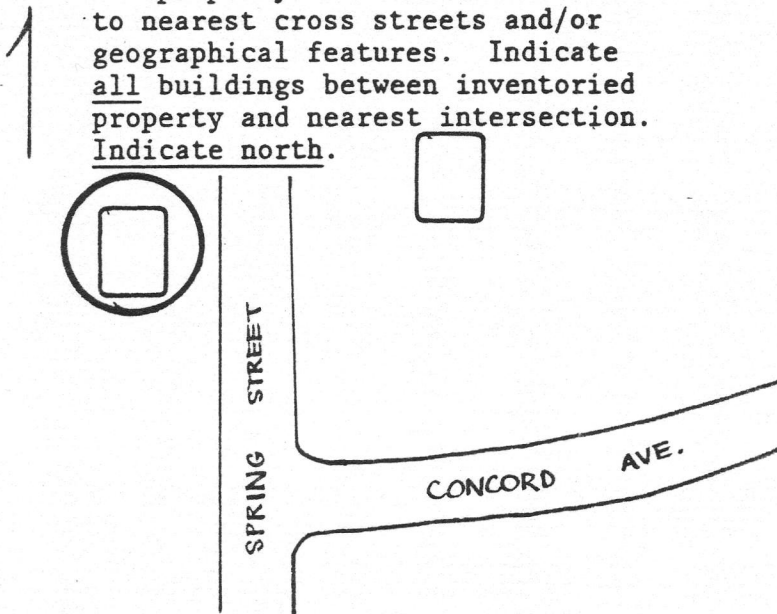 to nearest cross streets and/or
geographical features. Indicate
all buildings between inventoried
property and nearest intersection.
Indicate north.
SPRING STREET
CONCORD AVE.